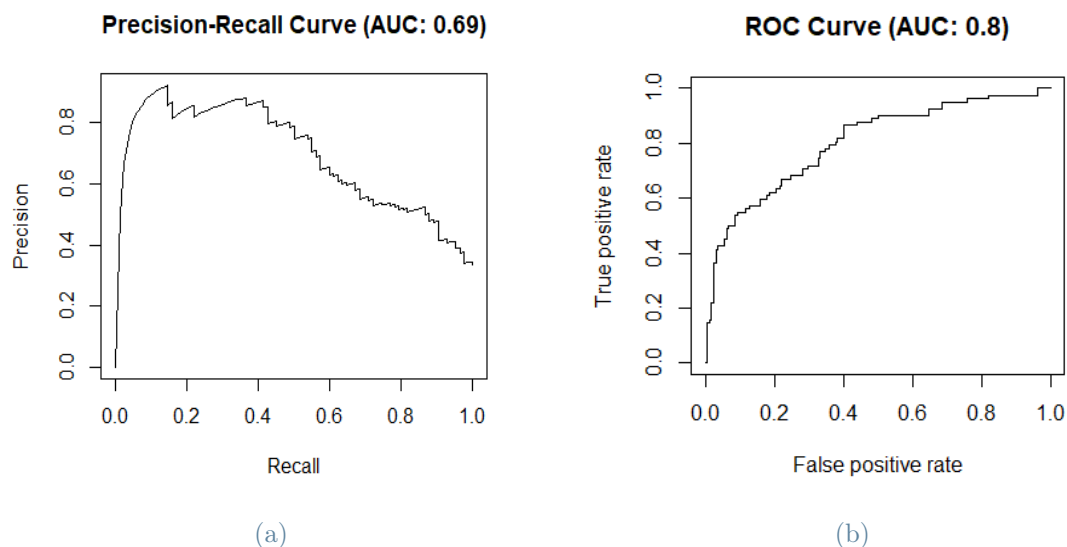 Precision-Recall Curve (AUC: 0.69)
Precision
0.0 0.2 0.4 0.6 0.8
0.0 0.2 0.4 0.6 0.8 1.0
Recall
(a)
ROC Curve (AUC: 0.8)
True positive rate
0.0 0.2 0.4 0.6 0.8 1.0
0.0 0.2 0.4 0.6 0.8 1.0
False positive rate
(b)